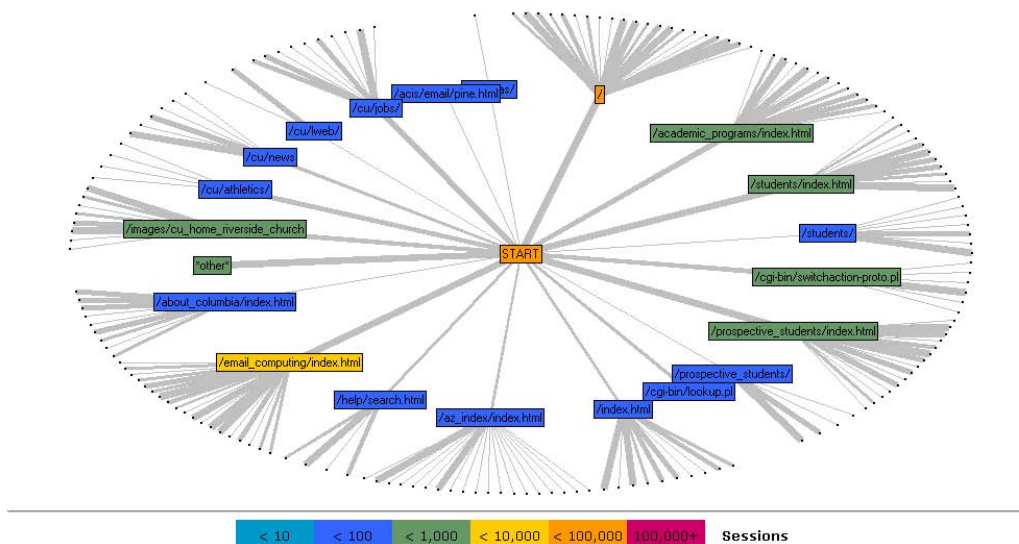 /acis/email/pine.html
/
/cu/jobs/
/cu/lweb/
/academic_programs/index.html
/cu/news
/cu/athletics/
/students/index.html
/images/cu_home_riverside_church
/students/
START
"other"
/cgi-bin/switchaction-proto.pl
/about_columbia/index.html
/prospective_students/index.html
/email_computing/index.html
/prospective_students/
/cgi-bin/lookup.pl
/help/search.html
/index.html
/az_index/index.html
< 10 < 100 < 1,000 < 10,000 < 100,000 100,000+ Sessions